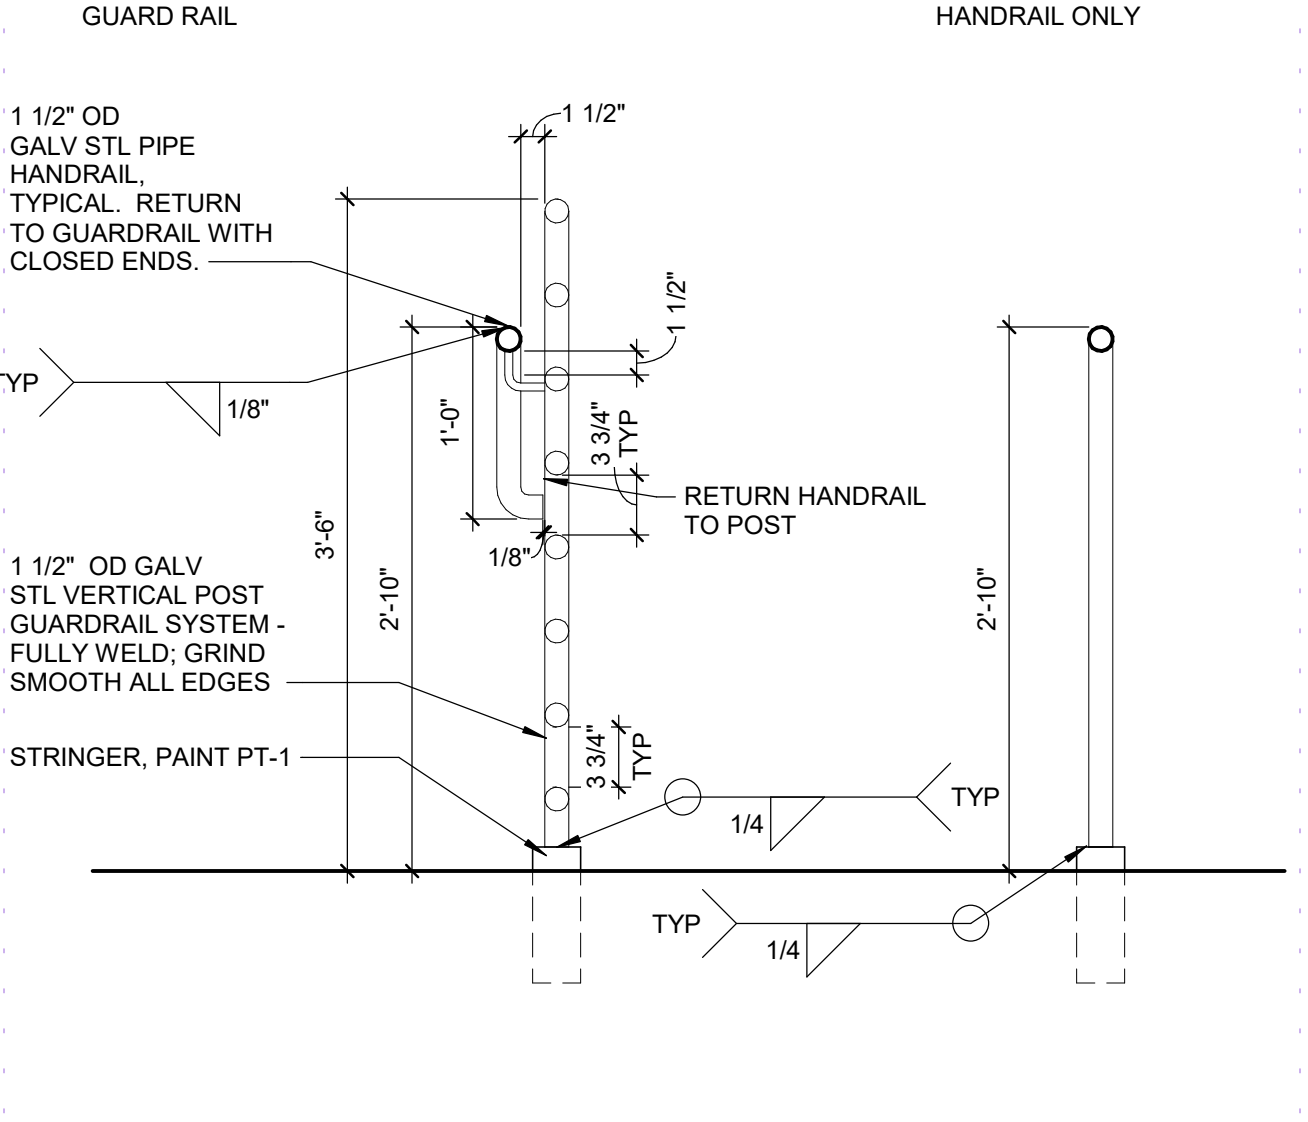 GUARD RAIL
HANDRAIL ONLY
1 1/2" OD
GALV STL PIPE
HANDRAIL,
TYPICAL.  RETURN
TO GUARDRAIL WITH
CLOSED ENDS.
1 1/2"
1 1/2"
TYP
1/8"
1'-0"
3 3/4"
TYP
RETURN HANDRAIL
TO POST
1/8"
3'-6"
2'-10"
2'-10"
1 1/2"  OD GALV
STL VERTICAL POST
GUARDRAIL SYSTEM -
FULLY WELD; GRIND
SMOOTH ALL EDGES
STRINGER, PAINT PT-1
3 3/4"
TYP
1/4
TYP
TYP
1/4